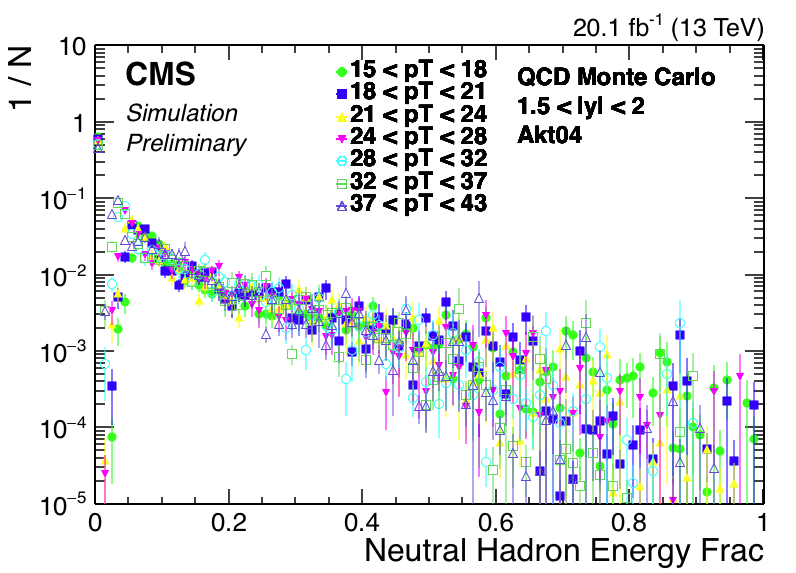 20.1 fb⁻¹ (13 TeV)
1 / N
10
1
10⁻¹
10⁻²
10⁻³
10⁻⁴
10⁻⁵
CMS
Simulation
Preliminary
15 < pT < 18
18 < pT < 21
21 < pT < 24
24 < pT < 28
28 < pT < 32
32 < pT < 37
37 < pT < 43
QCD Monte Carlo
1.5 < |y| < 2
Akt04
0 0.2 0.4 0.6 0.8 1
Neutral Hadron Energy Frac